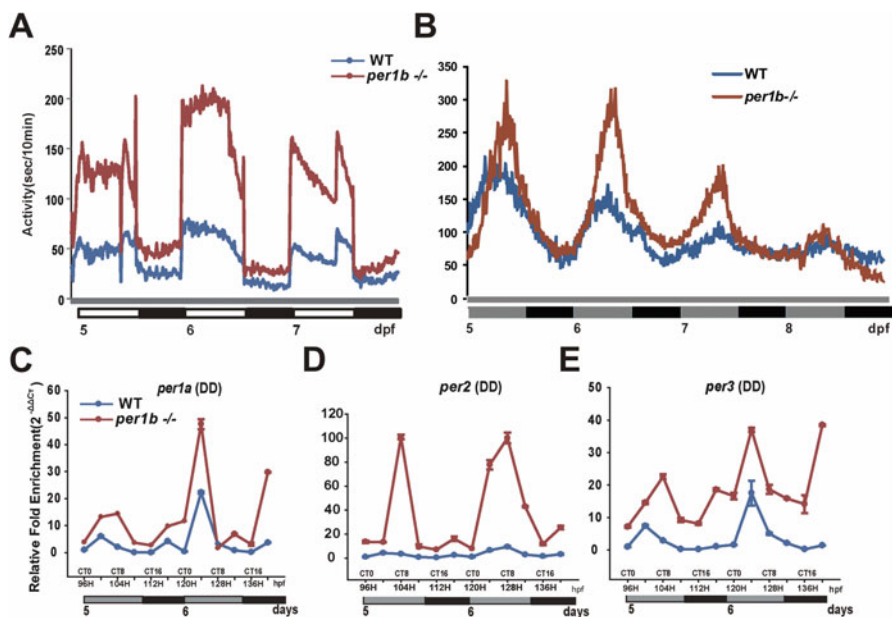 A
250
200
150
100
50
0
Activity(sec/10min)
WT
per1b -/-
5
6
7
dpf
B
350
300
250
200
150
100
50
0
WT
per1b-/-
5
6
7
8
dpf
C
per1a (DD)
Relative Fold Enrichment(2 -ΔΔCT)
60
50
40
30
20
10
0
WT
per1b -/-
CT0 CT8 CT16 CT0 CT8 CT16
96H 104H 112H 120H 128H 136H hpf
5 6 days
D
per2 (DD)
120
100
80
60
40
20
0
CT0 CT8 CT16 CT0 CT8 CT16
96H 104H 112H 120H 128H 136H hpf
5 6 days
E
per3 (DD)
WT
per1b -/-
50
40
30
20
10
0
CT0 CT8 CT16 CT0 CT8 CT16
96H 104H 112H 120H 128H 136H hpf
5 6 days